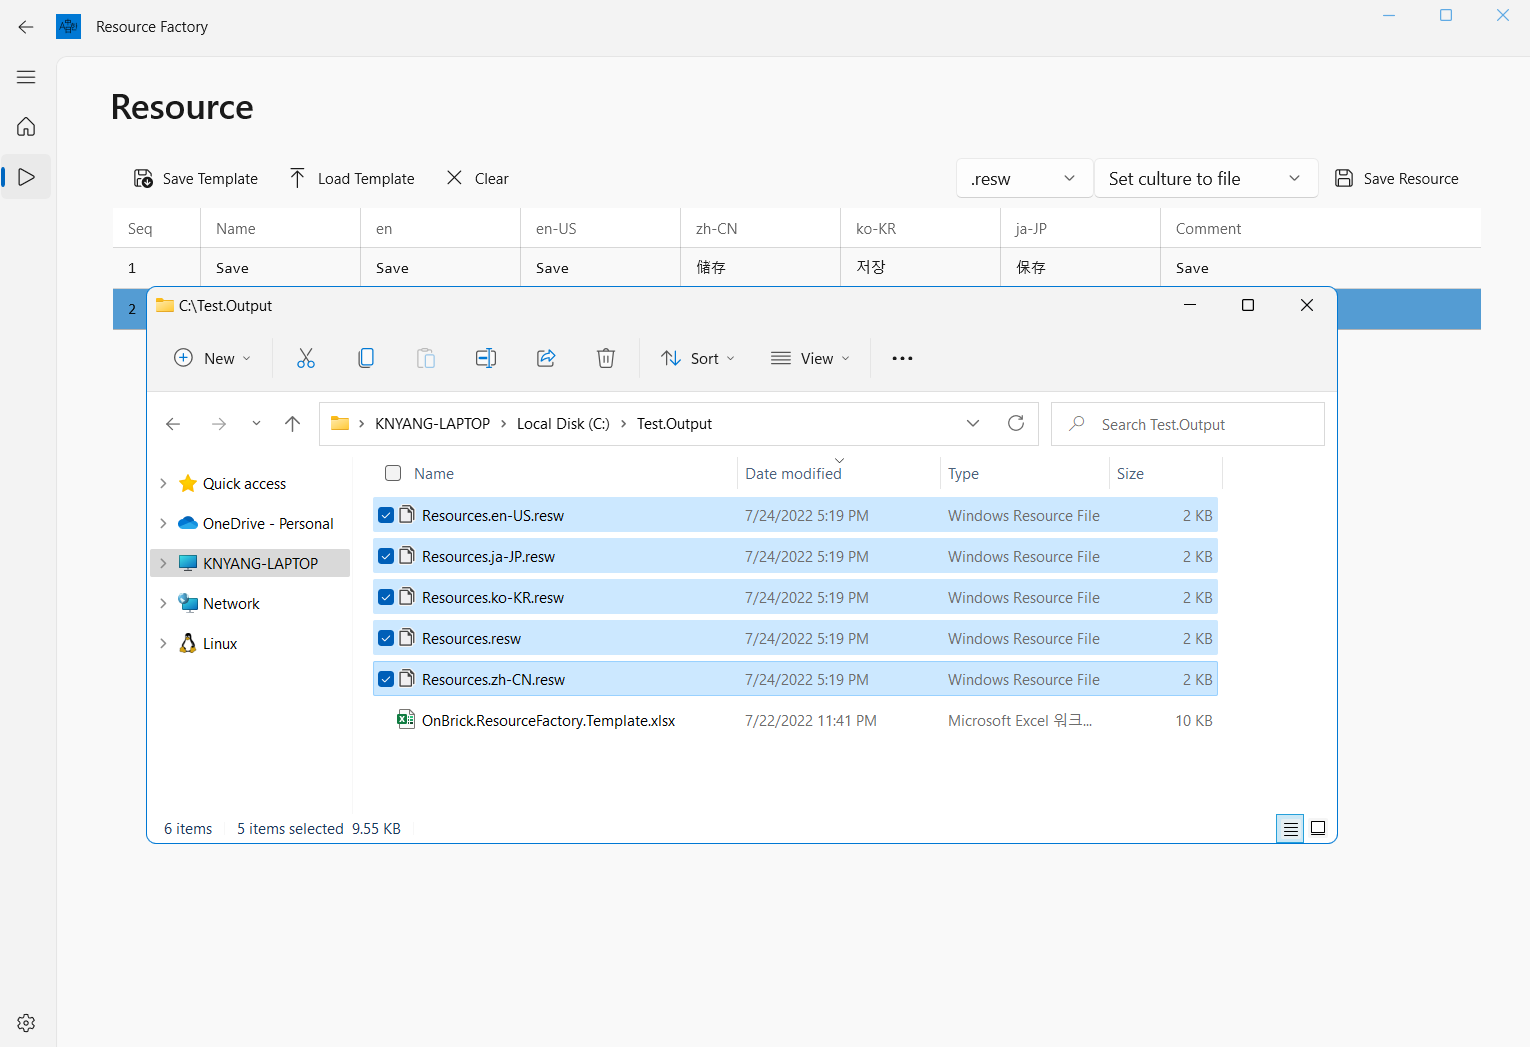 Resource Factory
Resource
Save Template Load Template Clear .resw Set culture to file Save Resource
Seq Name en en-US zh-CN ko-KR ja-JP Comment
1 Save Save Save 储存 저장 保存 Save
2
C:\Test.Output
New Sort View
KNYANG-LAPTOP Local Disk (C:) Test.Output Search Test.Output
Quick access
OneDrive - Personal
KNYANG-LAPTOP
Network
Linux
Name Date modified Type Size
Resources.en-US.resw 7/24/2022 5:19 PM Windows Resource File 2 KB
Resources.ja-JP.resw 7/24/2022 5:19 PM Windows Resource File 2 KB
Resources.ko-KR.resw 7/24/2022 5:19 PM Windows Resource File 2 KB
Resources.resw 7/24/2022 5:19 PM Windows Resource File 2 KB
Resources.zh-CN.resw 7/24/2022 5:19 PM Windows Resource File 2 KB
OnBrick.ResourceFactory.Template.xlsx 7/22/2022 11:41 PM Microsoft Excel 워크... 10 KB
6 items 5 items selected 9.55 KB